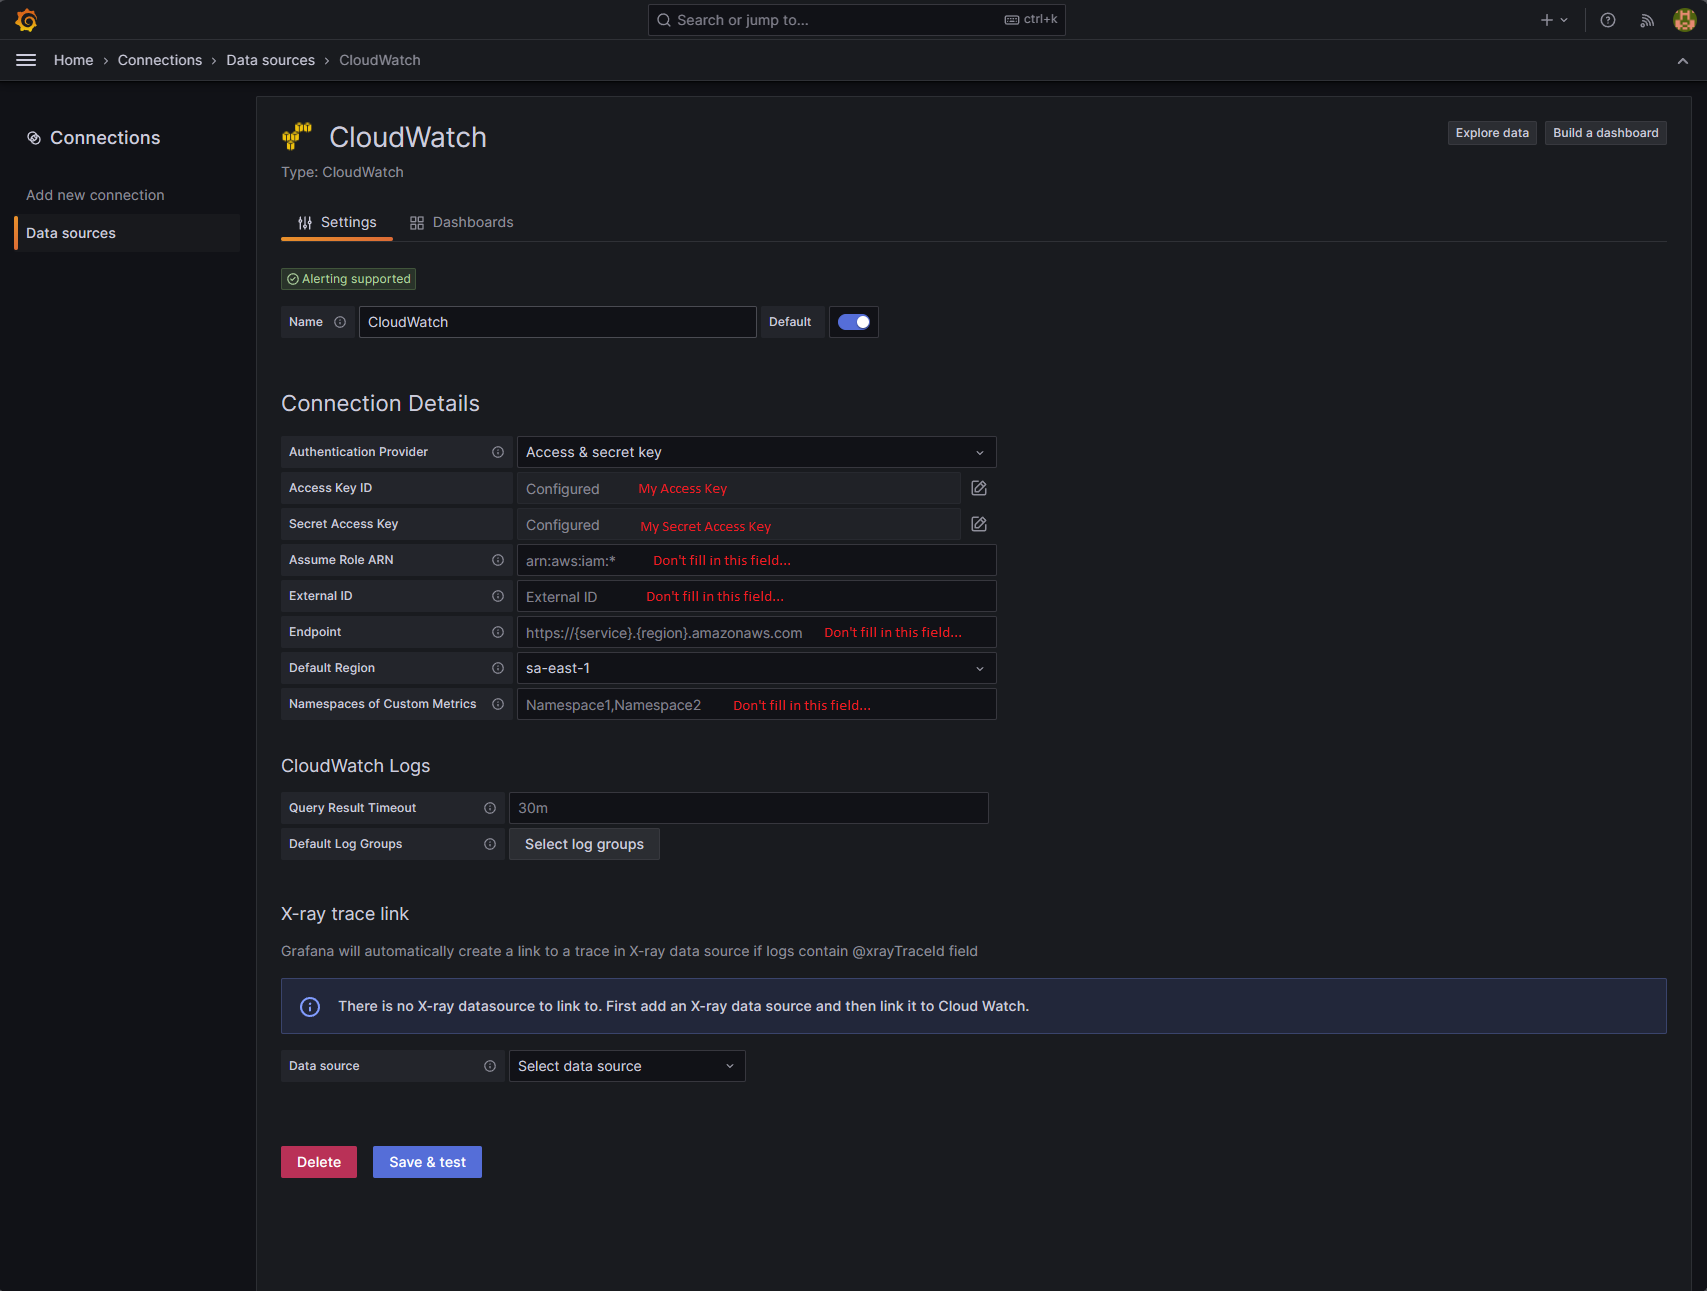 Search or jump to... ctrl+k
Home › Connections › Data sources › CloudWatch
Connections
Add new connection
Data sources
CloudWatch
Explore data
Build a dashboard
Type: CloudWatch
Settings
Dashboards
Alerting supported
Name CloudWatch Default
Connection Details
Authentication Provider Access & secret key
Access Key ID Configured My Access Key
Secret Access Key Configured My Secret Access Key
Assume Role ARN arn:aws:iam:* Don't fill in this field...
External ID External ID Don't fill in this field...
Endpoint https://{service}.{region}.amazonaws.com Don't fill in this field...
Default Region sa-east-1
Namespaces of Custom Metrics Namespace1,Namespace2 Don't fill in this field...
CloudWatch Logs
Query Result Timeout 30m
Default Log Groups Select log groups
X-ray trace link
Grafana will automatically create a link to a trace in X-ray data source if logs contain @xrayTraceId field
There is no X-ray datasource to link to. First add an X-ray data source and then link it to Cloud Watch.
Data source Select data source
Delete
Save & test